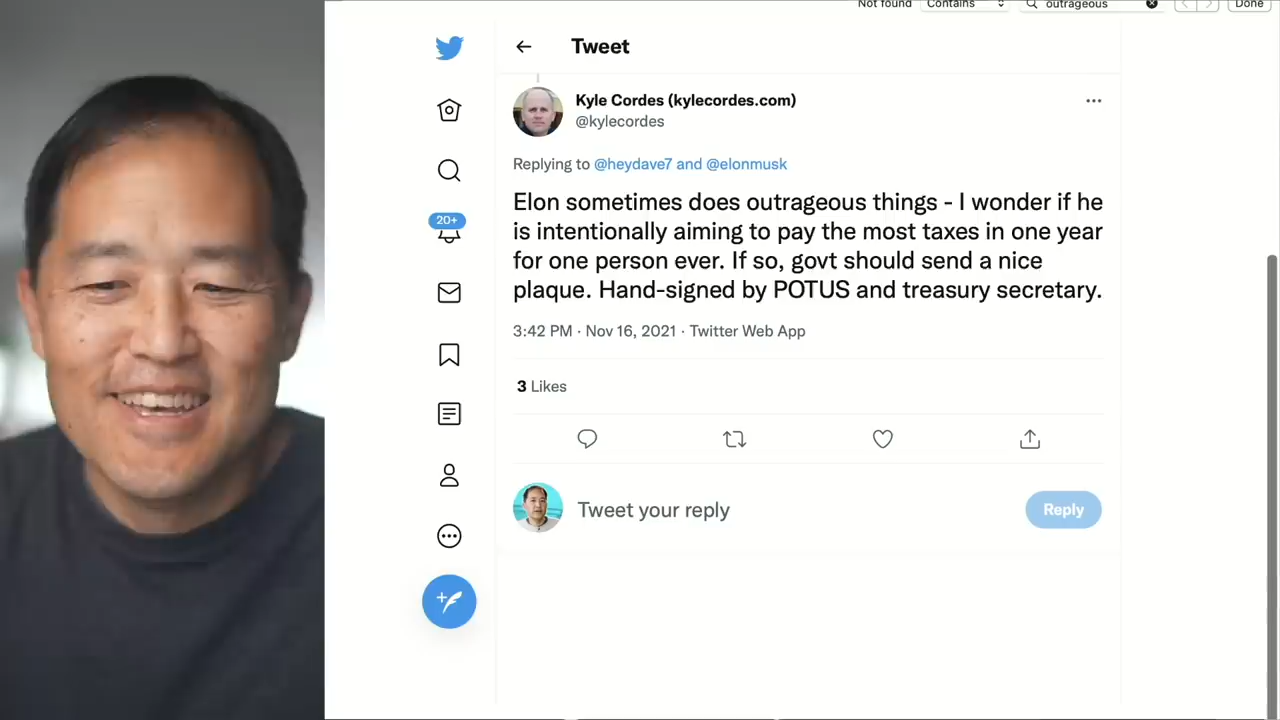 Not found Contains outrageous Done
Tweet
Kyle Cordes (kylecordes.com)
@kylecordes
Replying to @heydave7 and @elonmusk
Elon sometimes does outrageous things - I wonder if he
is intentionally aiming to pay the most taxes in one year
for one person ever. If so, govt should send a nice
plaque. Hand-signed by POTUS and treasury secretary.
3:42 PM · Nov 16, 2021 · Twitter Web App
3 Likes
Tweet your reply
Reply
20+